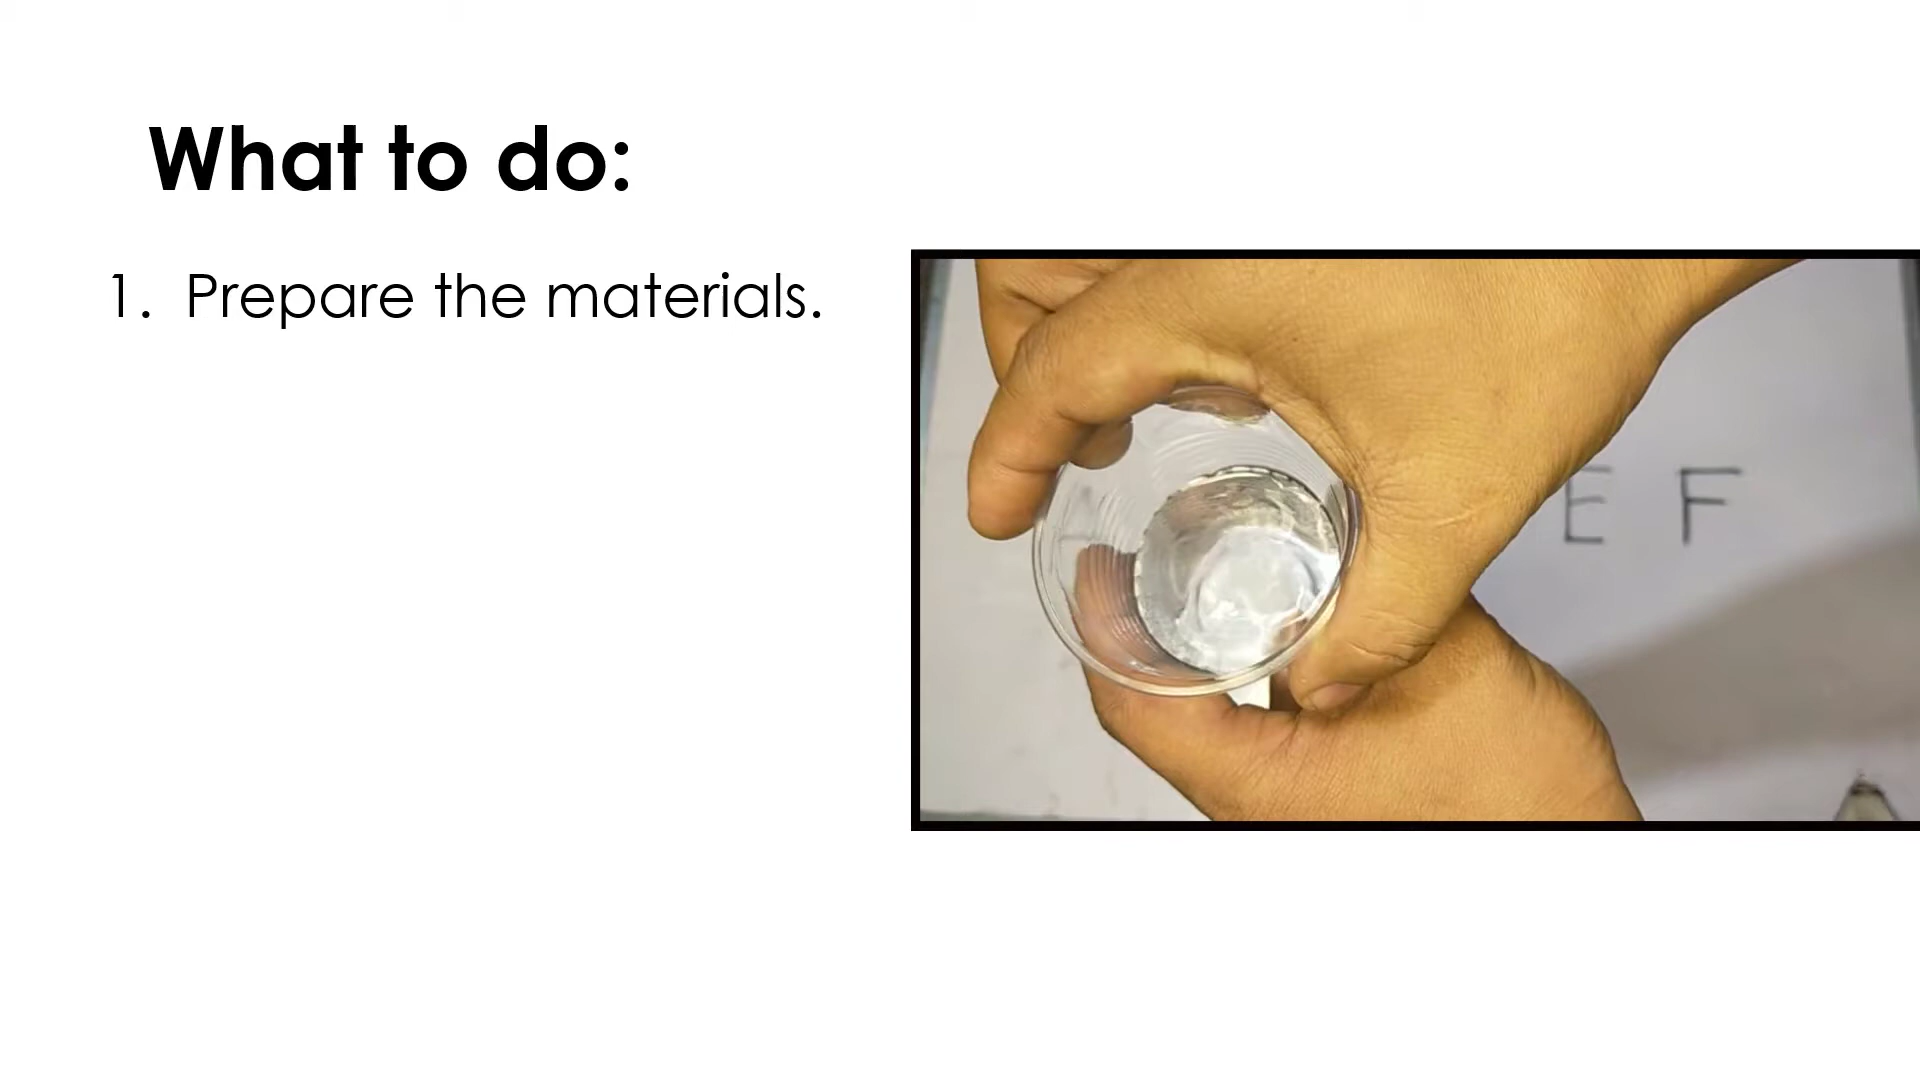 What to do:
1. Prepare the materials.
E F